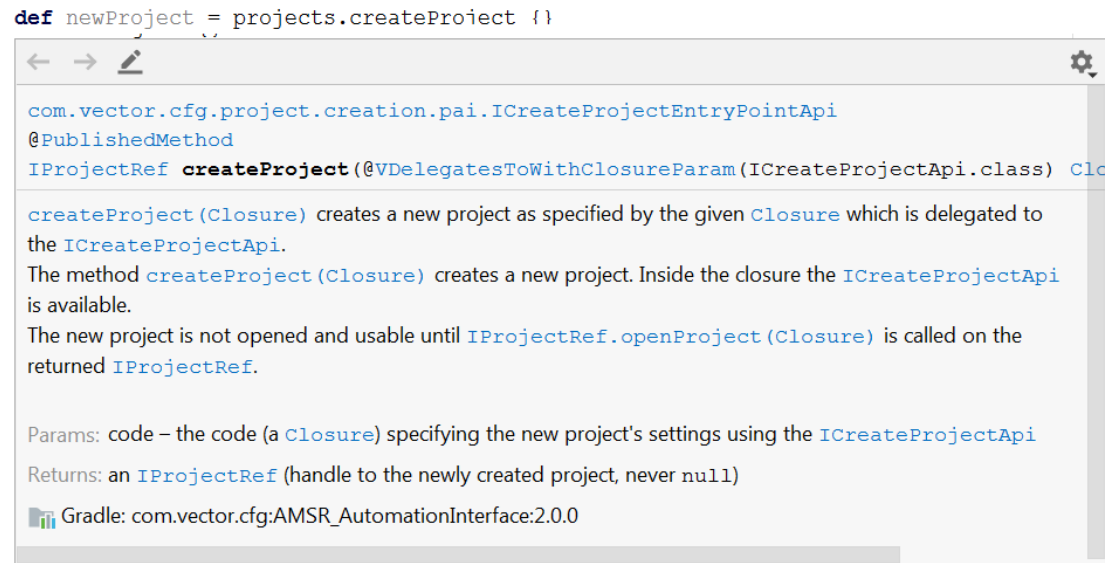 def newProject = projects.createProject {}
com.vector.cfg.project.creation.pai.ICreateProjectEntryPointApi
@PublishedMethod
IProjectRef createProject(@VDelegatesToWithClosureParam(ICreateProjectApi.class) Clo
createProject(Closure) creates a new project as specified by the given Closure which is delegated to
the ICreateProjectApi.
The method createProject(Closure) creates a new project. Inside the closure the ICreateProjectApi
is available.
The new project is not opened and usable until IProjectRef.openProject(Closure) is called on the
returned IProjectRef.
Params: code – the code (a Closure) specifying the new project's settings using the ICreateProjectApi
Returns: an IProjectRef (handle to the newly created project, never null)
Gradle: com.vector.cfg:AMSR_AutomationInterface:2.0.0